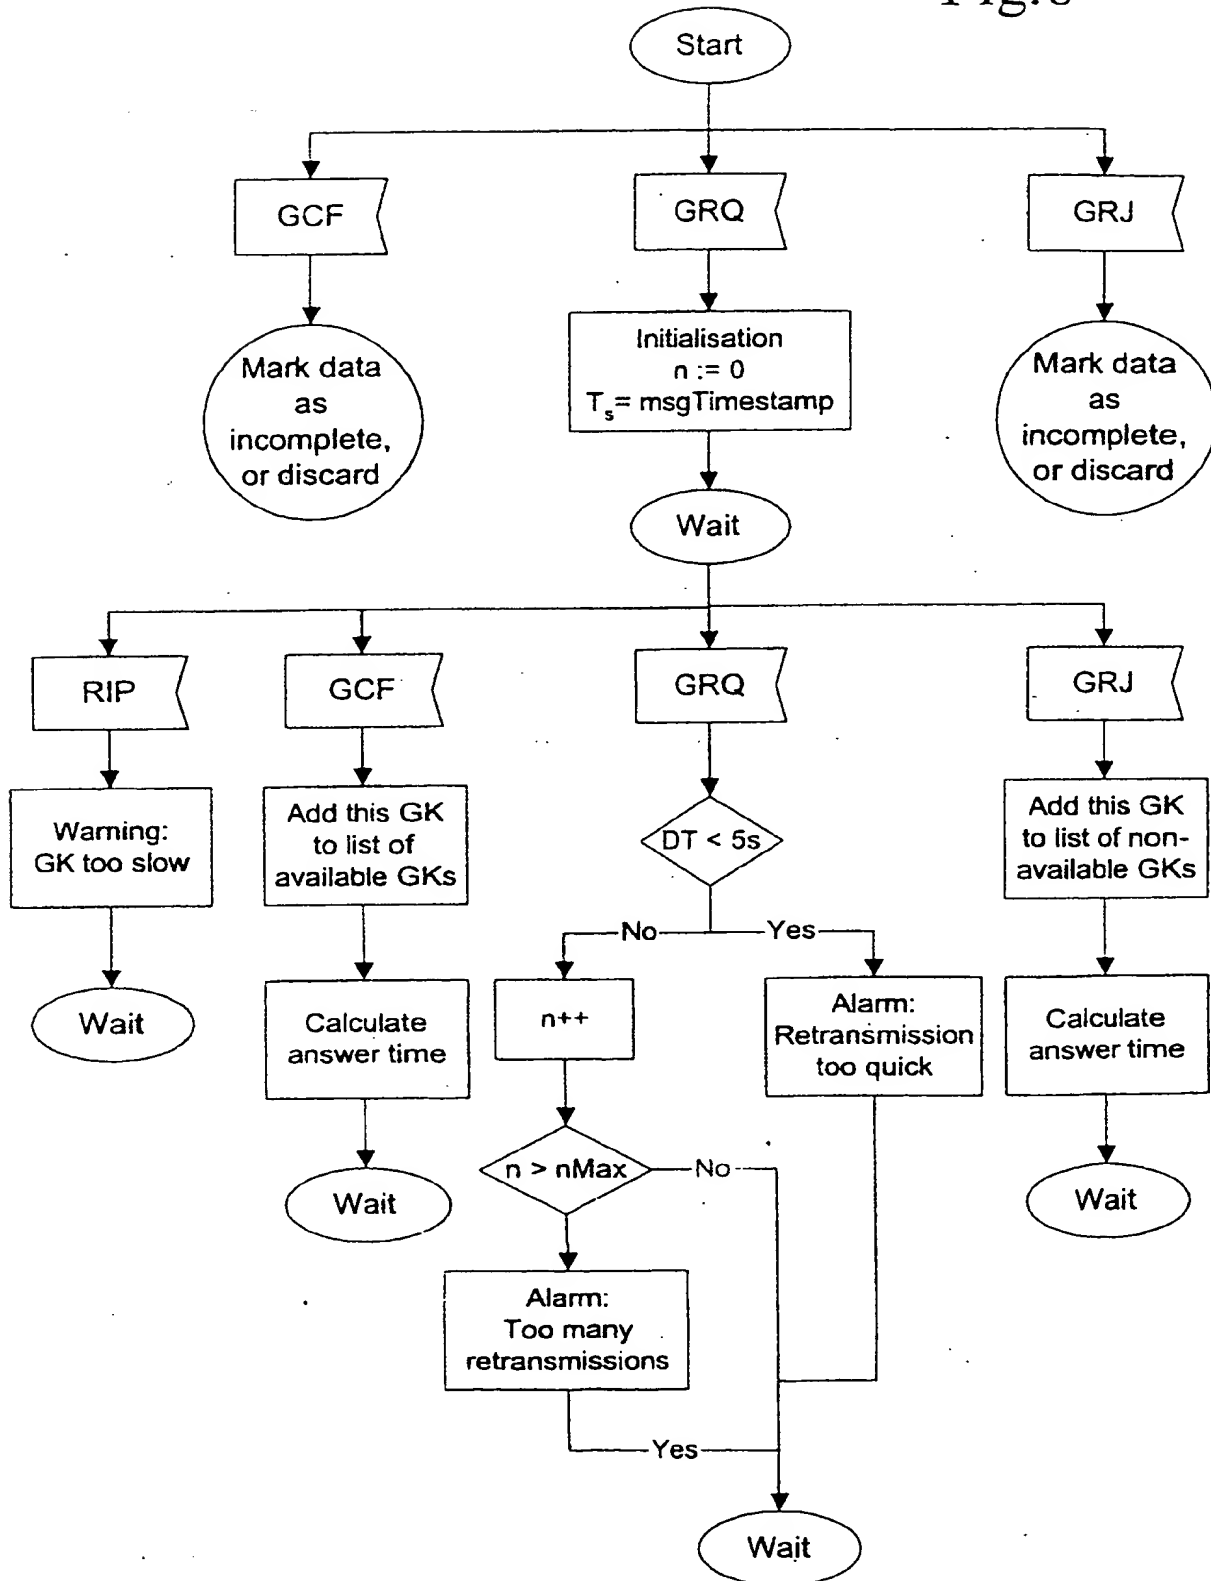 Start
GCF
GRQ
GRJ
Mark data
as
incomplete,
or discard
Initialisation
n := 0
Ts= msgTimestamp
Mark data
as
incomplete,
or discard
Wait
RIP
GCF
GRQ
GRJ
Warning:
GK too slow
Add this GK
to list of
available GKs
DT < 5s
Add this GK
to list of non-
available GKs
No
Yes
Wait
Calculate
answer time
n++
Alarm:
Retransmission
too quick
Calculate
answer time
n > nMax
No
Wait
Wait
Alarm:
Too many
retransmissions
Yes
Wait